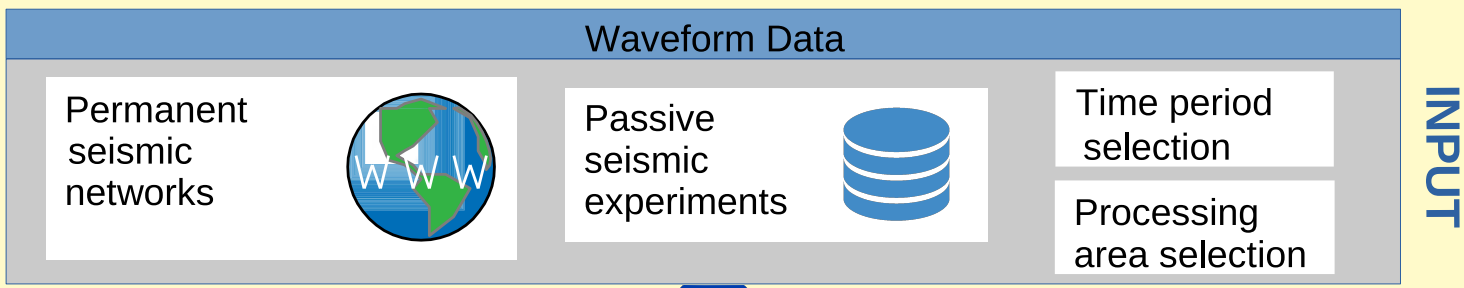 Waveform Data
Permanent
seismic
networks
W W W
Passive
seismic
experiments
Time period
selection
Processing
area selection
INPUT